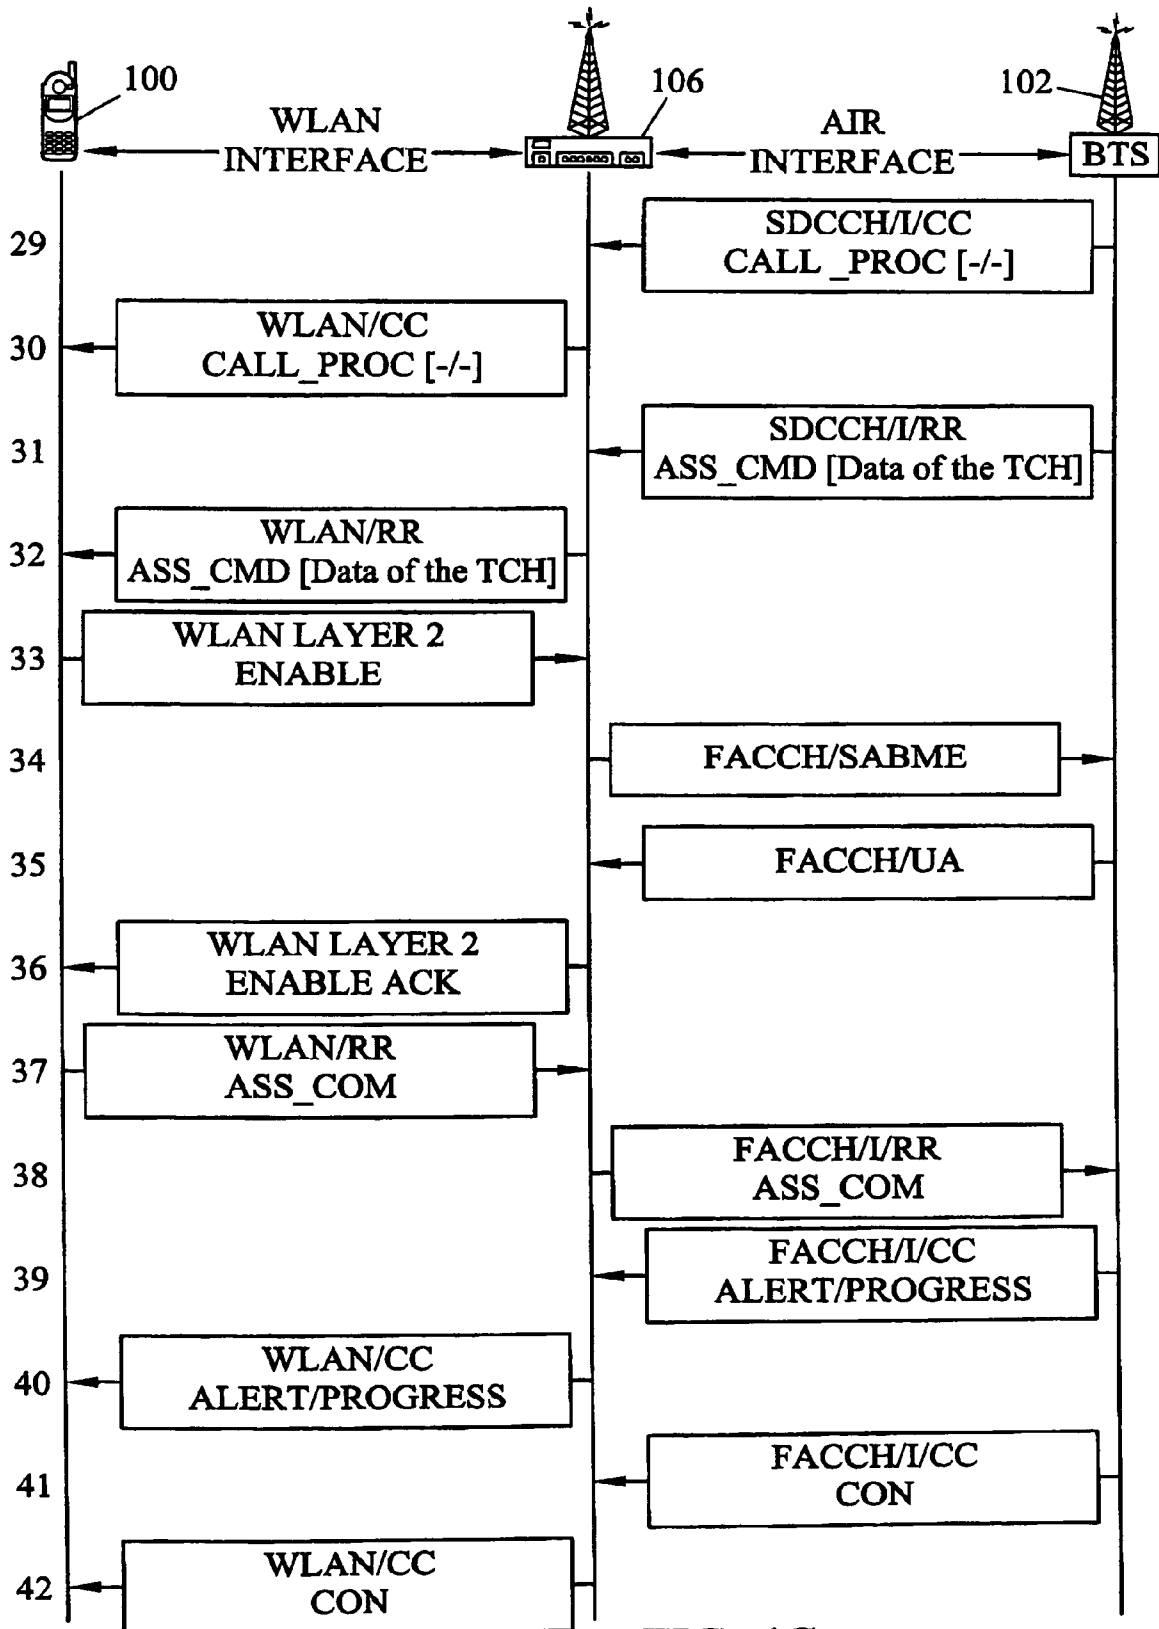 100
106
102
WLAN
INTERFACE
AIR
INTERFACE
BTS
29
SDCCH/I/CC
CALL_PROC [-/-]
30
WLAN/CC
CALL_PROC [-/-]
31
SDCCH/I/RR
ASS_CMD [Data of the TCH]
32
WLAN/RR
ASS_CMD [Data of the TCH]
33
WLAN LAYER 2
ENABLE
34
FACCH/SABME
35
FACCH/UA
36
WLAN LAYER 2
ENABLE ACK
37
WLAN/RR
ASS_COM
38
FACCH/I/RR
ASS_COM
39
FACCH/I/CC
ALERT/PROGRESS
40
WLAN/CC
ALERT/PROGRESS
41
FACCH/I/CC
CON
42
WLAN/CC
CON